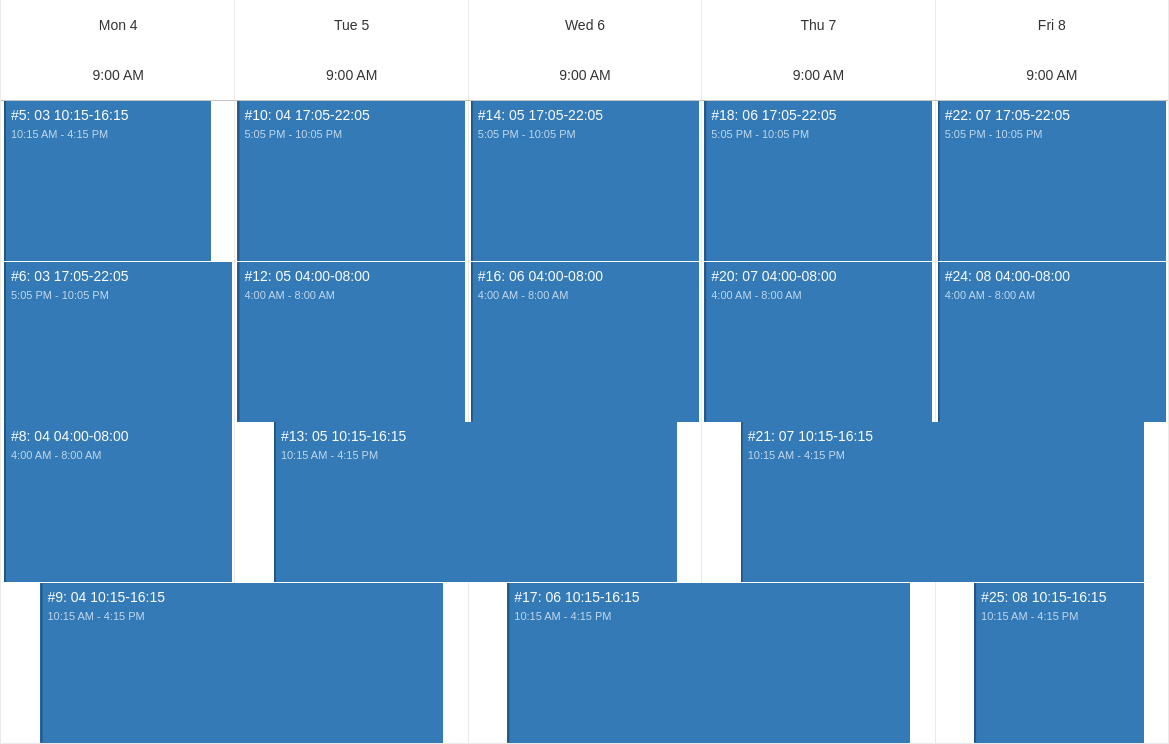 Mon 4
Tue 5
Wed 6
Thu 7
Fri 8
9:00 AM
9:00 AM
9:00 AM
9:00 AM
9:00 AM
#5: 03 10:15-16:15
10:15 AM - 4:15 PM
#10: 04 17:05-22:05
5:05 PM - 10:05 PM
#14: 05 17:05-22:05
5:05 PM - 10:05 PM
#18: 06 17:05-22:05
5:05 PM - 10:05 PM
#22: 07 17:05-22:05
5:05 PM - 10:05 PM
#6: 03 17:05-22:05
5:05 PM - 10:05 PM
#12: 05 04:00-08:00
4:00 AM - 8:00 AM
#16: 06 04:00-08:00
4:00 AM - 8:00 AM
#20: 07 04:00-08:00
4:00 AM - 8:00 AM
#24: 08 04:00-08:00
4:00 AM - 8:00 AM
#8: 04 04:00-08:00
4:00 AM - 8:00 AM
#13: 05 10:15-16:15
10:15 AM - 4:15 PM
#21: 07 10:15-16:15
10:15 AM - 4:15 PM
#9: 04 10:15-16:15
10:15 AM - 4:15 PM
#17: 06 10:15-16:15
10:15 AM - 4:15 PM
#25: 08 10:15-16:15
10:15 AM - 4:15 PM